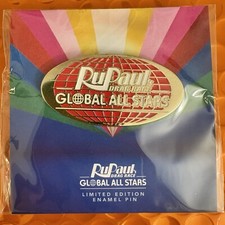 RuPaul
DRAG RACE
GLOBAL ALL STARS
RuPaul
DRAG RACE
GLOBAL ALL STARS
LIMITED EDITION
ENAMEL PIN